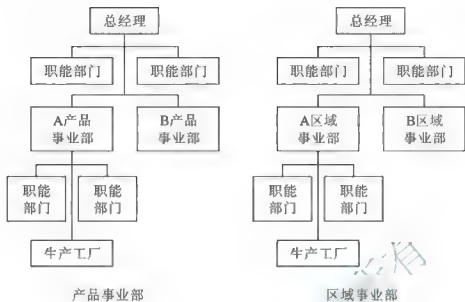 总经理
总经理
职能部门
职能部门
职能部门
职能部门
A产品
事业部
B产品
事业部
A区域
事业部
B区域
事业部
职能
部门
职能
部门
职能
部门
职能
部门
生产工厂
生产工厂
产品事业部
区域事业部